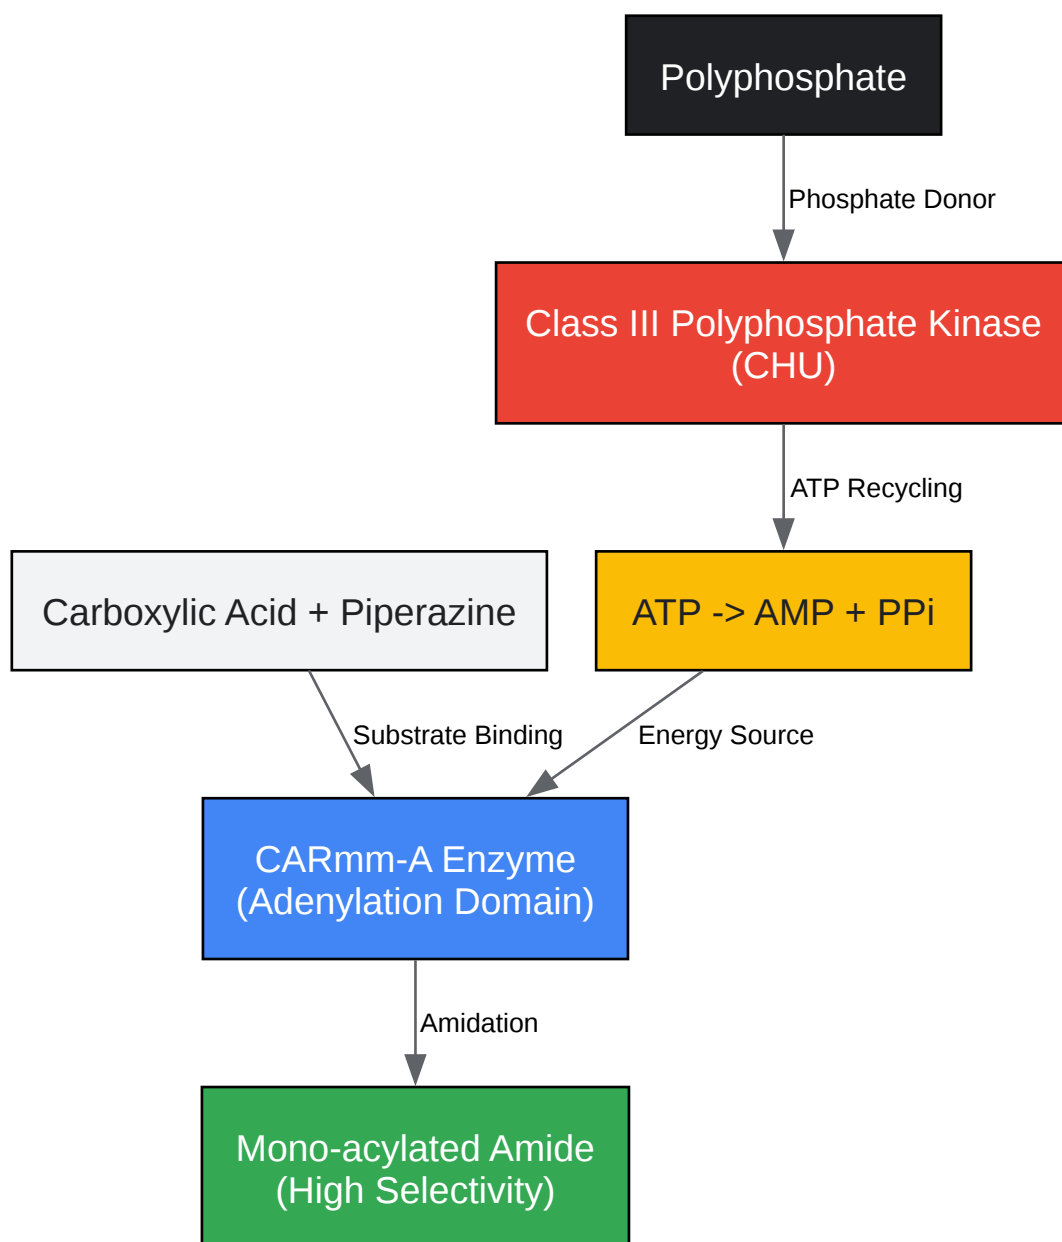 Polyphosphate
Phosphate Donor
Class III Polyphosphate Kinase
(CHU)
ATP Recycling
Carboxylic Acid + Piperazine
ATP -> AMP + PPi
Substrate Binding
Energy Source
CARmm-A Enzyme
(Adenylation Domain)
Amidation
Mono-acylated Amide
(High Selectivity)